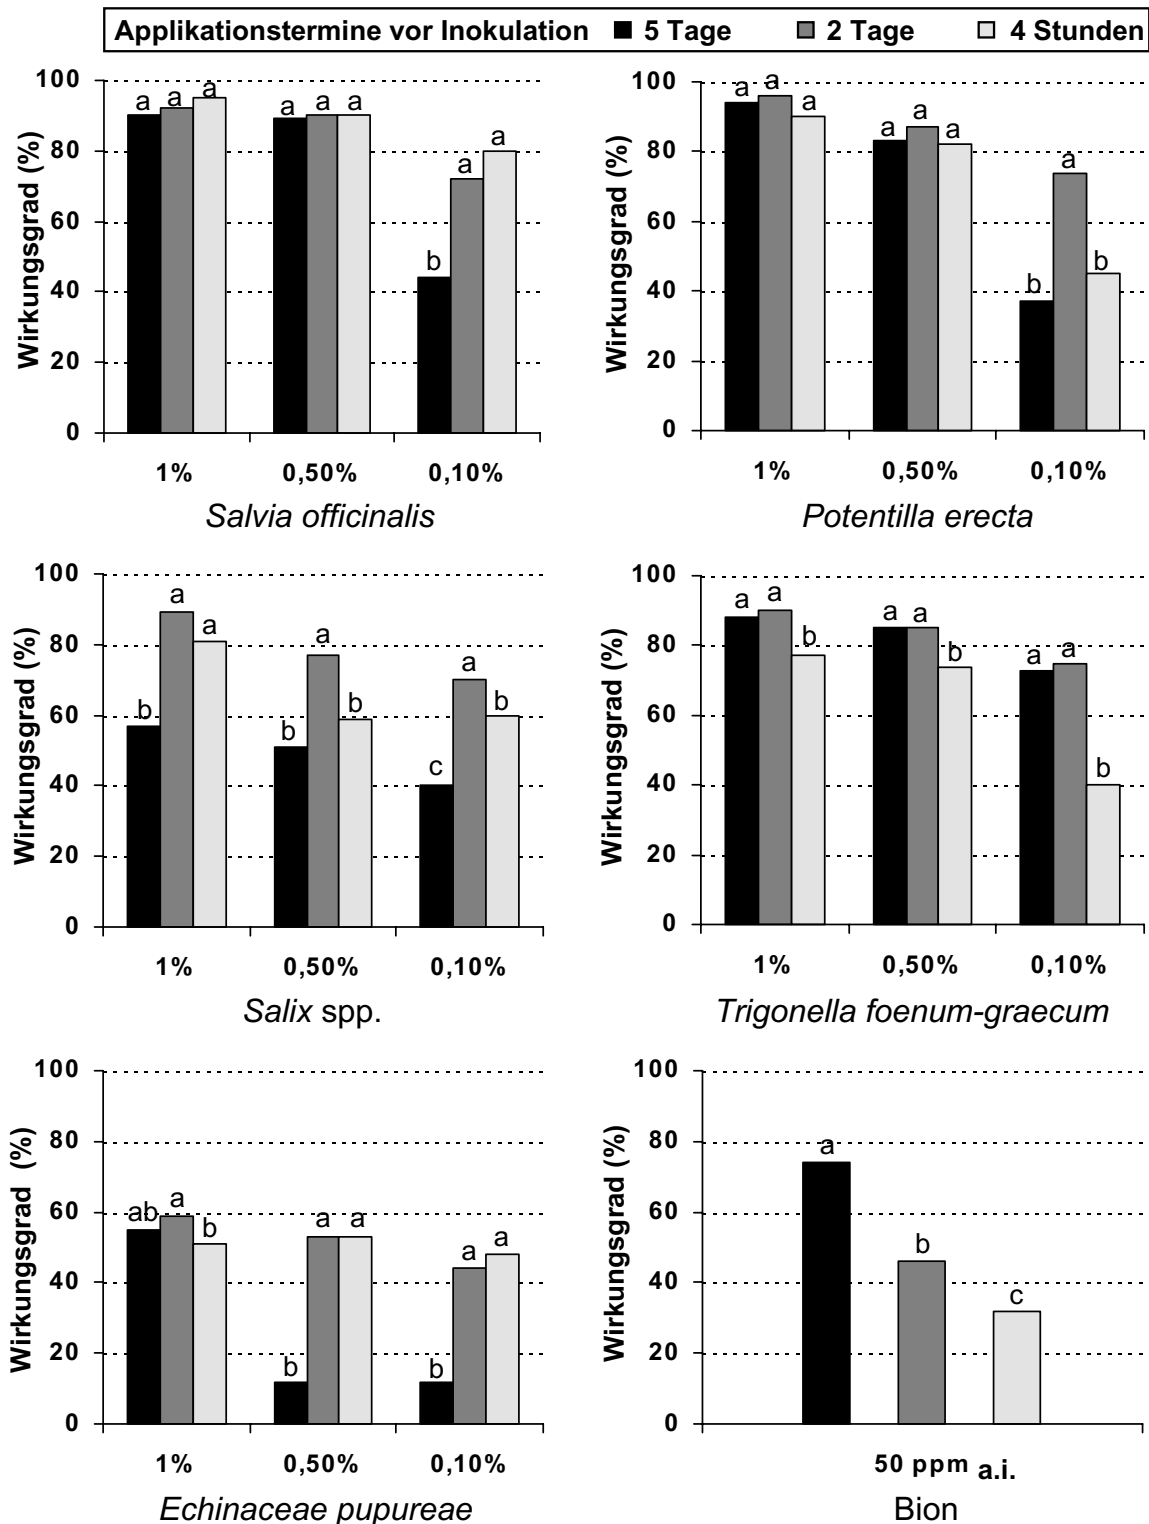 Applikationstermine vor Inokulation 5 Tage 2 Tage 4 Stunden
Wirkungsgrad (%)
100
80
60
40
20
0
a a a a a a b a a
1% 0,50% 0,10%
Salvia officinalis
Wirkungsgrad (%)
100
80
60
40
20
0
a a a a a a b a b
1% 0,50% 0,10%
Potentilla erecta
Wirkungsgrad (%)
100
80
60
40
20
0
b a a b a b c a b
1% 0,50% 0,10%
Salix spp.
Wirkungsgrad (%)
100
80
60
40
20
0
a a b a a b a a b
1% 0,50% 0,10%
Trigonella foenum-graecum
Wirkungsgrad (%)
100
80
60
40
20
0
ab a b b a a b a a
1% 0,50% 0,10%
Echinaceae pupureae
Wirkungsgrad (%)
100
80
60
40
20
0
a b c
50 ppm a.i.
Bion